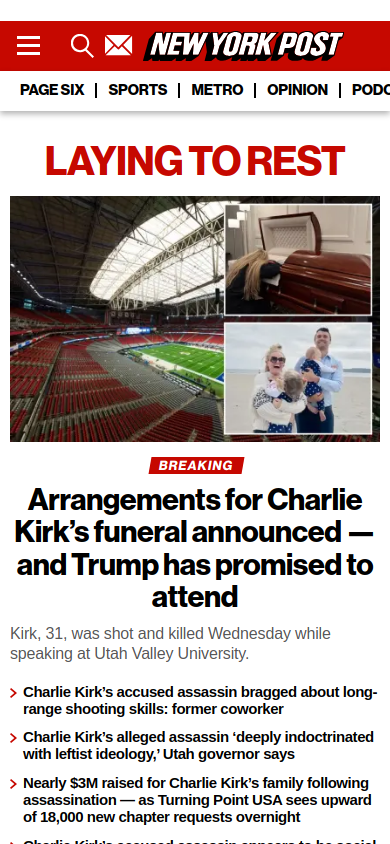 NEW YORK POST
PAGE SIX | SPORTS | METRO | OPINION | PODC
LAYING TO REST
BREAKING
Arrangements for Charlie
Kirk’s funeral announced —
and Trump has promised to
attend
Kirk, 31, was shot and killed Wednesday while
speaking at Utah Valley University.
Charlie Kirk’s accused assassin bragged about long-
range shooting skills: former coworker
Charlie Kirk’s alleged assassin ‘deeply indoctrinated
with leftist ideology,’ Utah governor says
Nearly $3M raised for Charlie Kirk’s family following
assassination — as Turning Point USA sees upward
of 18,000 new chapter requests overnight